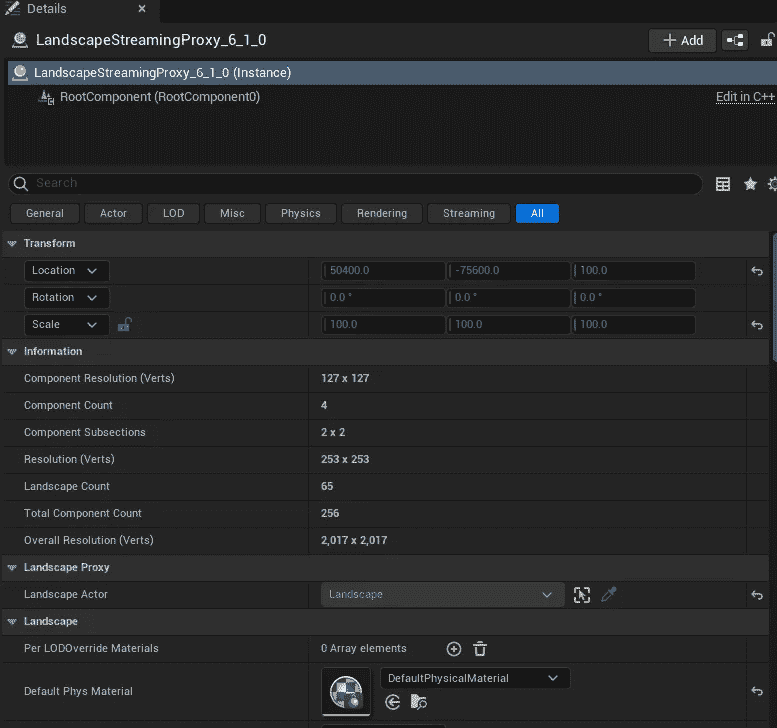 Details
LandscapeStreamingProxy_6_1_0
Add
LandscapeStreamingProxy_6_1_0 (Instance)
RootComponent (RootComponent0)
Edit in C++
Search
General Actor LOD Misc Physics Rendering Streaming All
Transform
Location 50400.0 -75600.0 100.0
Rotation 0.0 ° 0.0 ° 0.0 °
Scale 100.0 100.0 100.0
Information
Component Resolution (Verts) 127 x 127
Component Count 4
Component Subsections 2 x 2
Resolution (Verts) 253 x 253
Landscape Count 65
Total Component Count 256
Overall Resolution (Verts) 2,017 x 2,017
Landscape Proxy
Landscape Actor Landscape
Landscape
Per LODOverride Materials 0 Array elements
Default Phys Material DefaultPhysicalMaterial